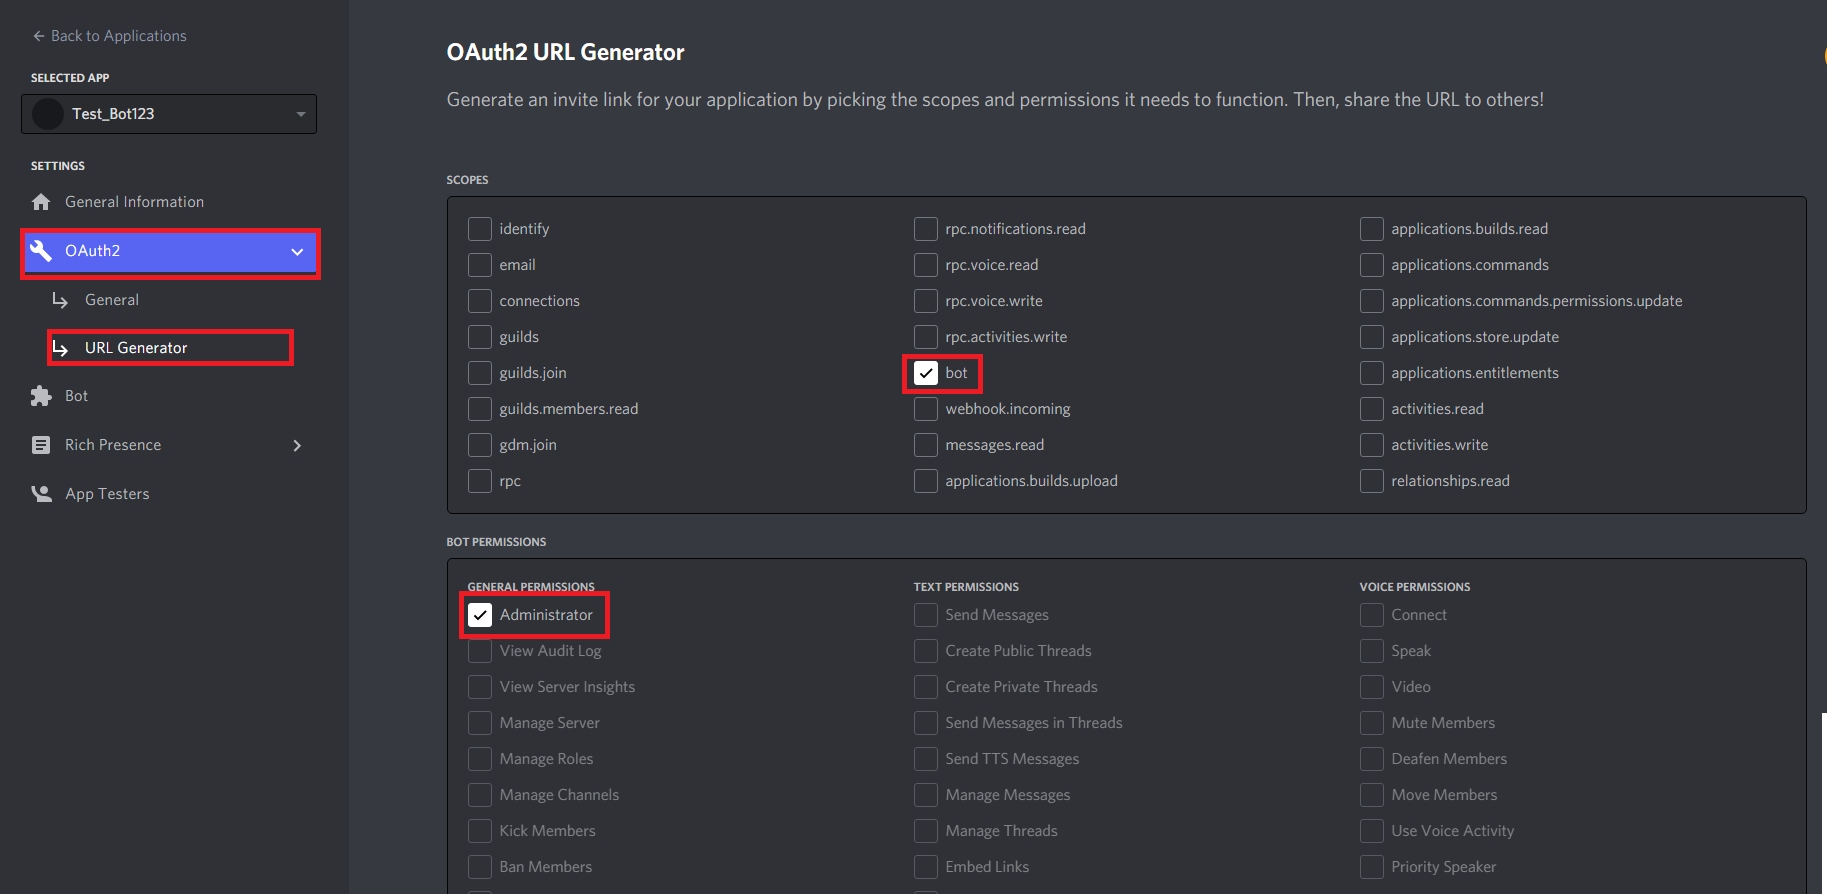 Back to Applications
SELECTED APP
Test_Bot123
SETTINGS
General Information
OAuth2
General
URL Generator
Bot
Rich Presence
App Testers
OAuth2 URL Generator
Generate an invite link for your application by picking the scopes and permissions it needs to function. Then, share the URL to others!
SCOPES
identify
email
connections
guilds
guilds.join
guilds.members.read
gdm.join
rpc
rpc.notifications.read
rpc.voice.read
rpc.voice.write
rpc.activities.write
bot
webhook.incoming
messages.read
applications.builds.upload
applications.builds.read
applications.commands
applications.commands.permissions.update
applications.store.update
applications.entitlements
activities.read
activities.write
relationships.read
BOT PERMISSIONS
GENERAL PERMISSIONS
Administrator
View Audit Log
View Server Insights
Manage Server
Manage Roles
Manage Channels
Kick Members
Ban Members
TEXT PERMISSIONS
Send Messages
Create Public Threads
Create Private Threads
Send Messages in Threads
Send TTS Messages
Manage Messages
Manage Threads
Embed Links
VOICE PERMISSIONS
Connect
Speak
Video
Mute Members
Deafen Members
Move Members
Use Voice Activity
Priority Speaker